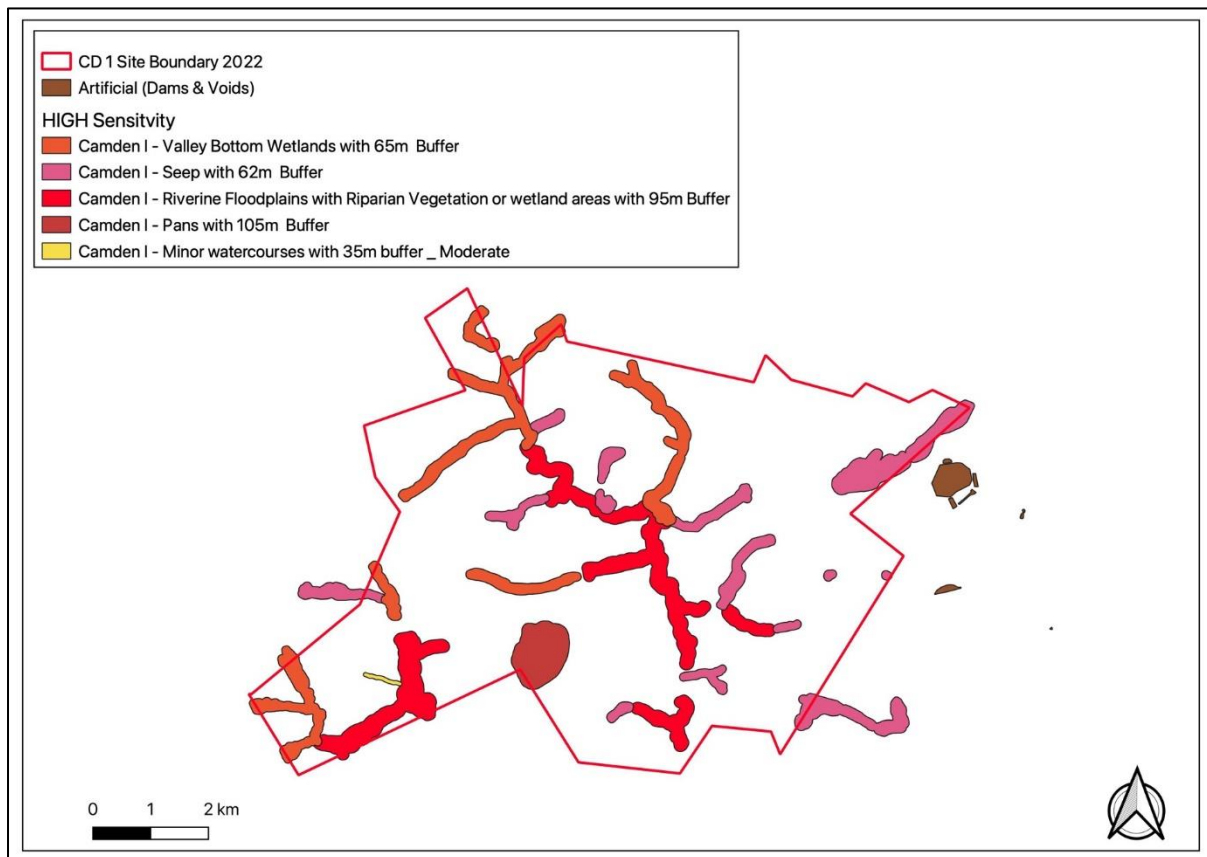 CD 1 Site Boundary 2022
Artificial (Dams & Voids)
HIGH Sensitvity
Camden I - Valley Bottom Wetlands with 65m Buffer
Camden I - Seep with 62m Buffer
Camden I - Riverine Floodplains with Riparian Vegetation or wetland areas with 95m Buffer
Camden I - Pans with 105m Buffer
Camden I - Minor watercourses with 35m buffer _ Moderate
0 1 2 km